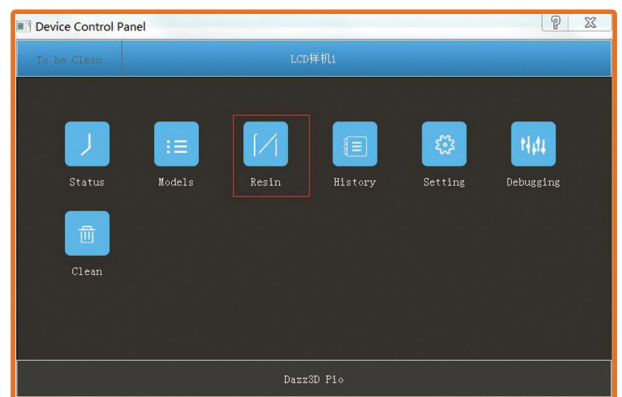 Device Control Panel
To be Clean
LCD样机1
Status
Models
Resin
History
Setting
Debugging
Clean
Dazz3D Pio